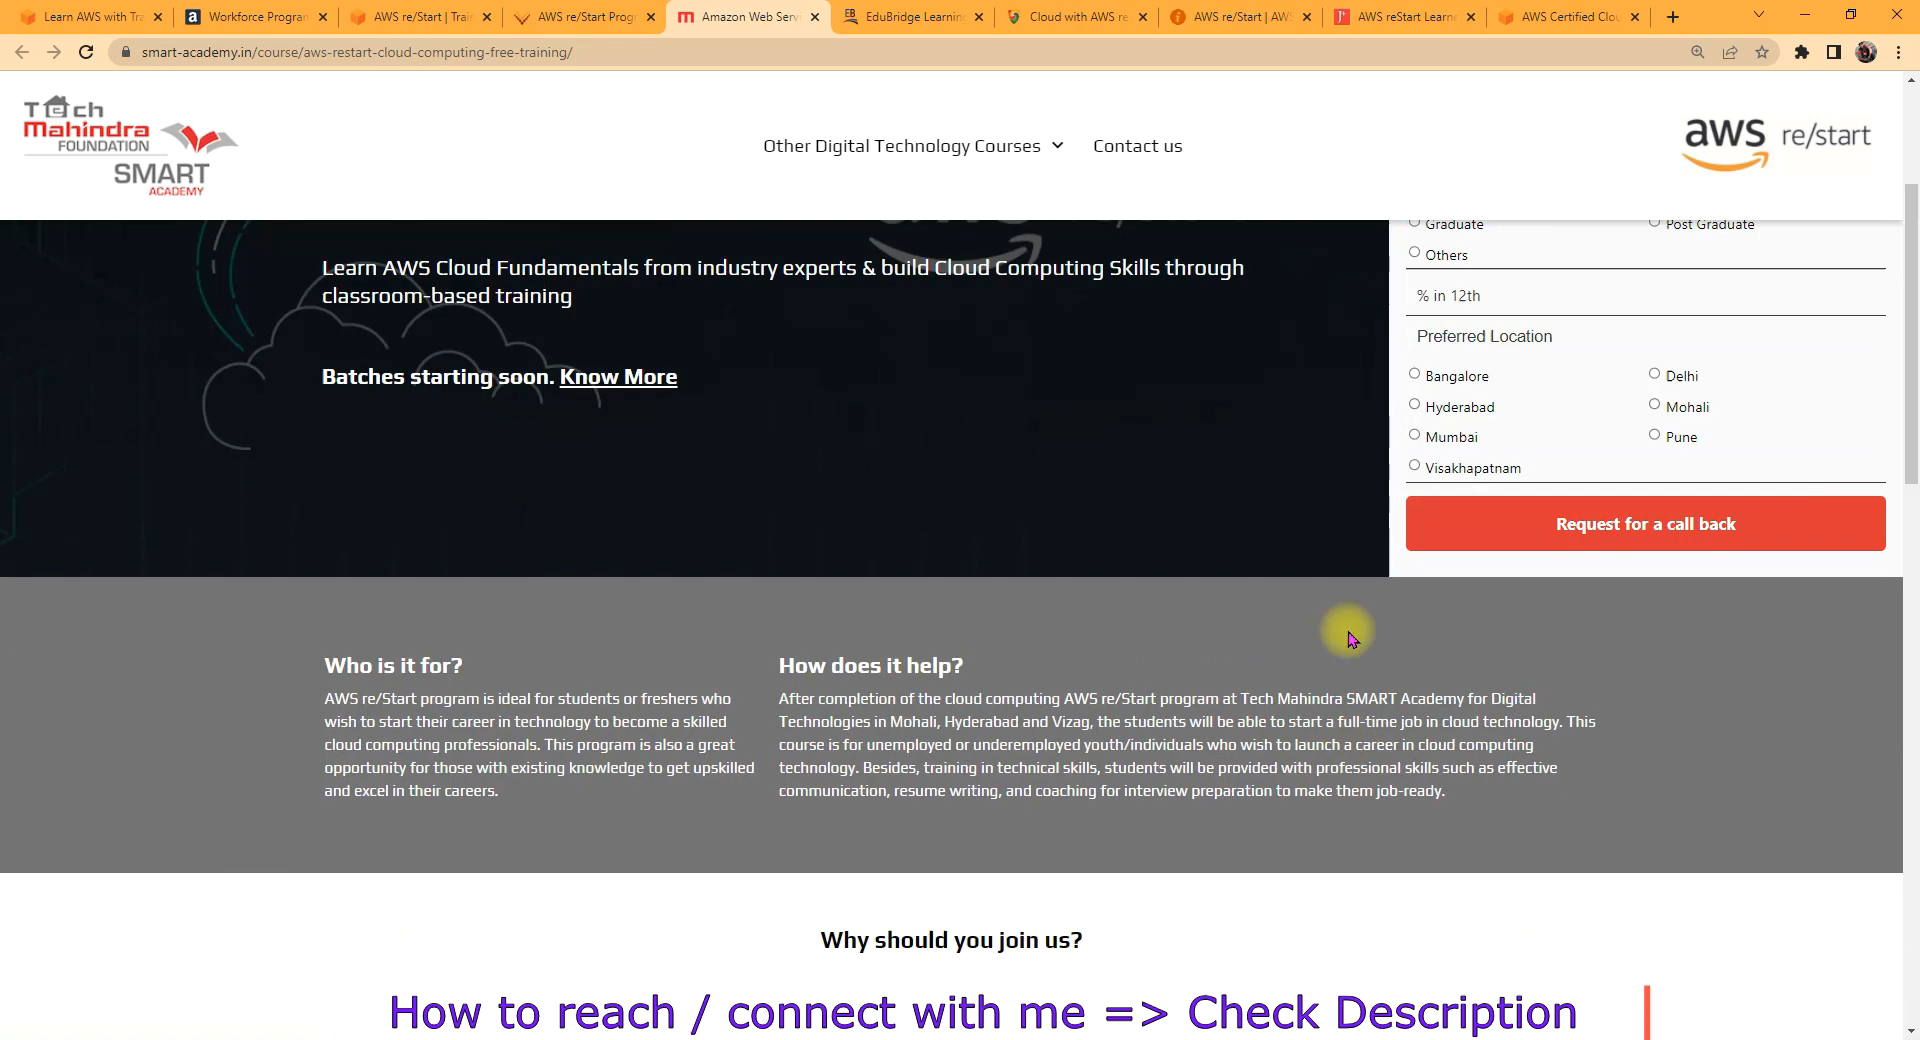 Learn AWS with Tra
Workforce Program
AWS re/Start | Train
AWS re/Start Prog
Amazon Web Serv
EduBridge Learning
Cloud with AWS re
AWS re/Start | AWS
AWS reStart Learne
AWS Certified Clou
smart-academy.in/course/aws-restart-cloud-computing-free-training/
Tech
Mahindra
FOUNDATION
SMART
ACADEMY
Other Digital Technology Courses
Contact us
aws re/start
Graduate
Post Graduate
Others
% in 12th
Preferred Location
Bangalore
Delhi
Hyderabad
Mohali
Mumbai
Pune
Visakhapatnam
Request for a call back
Learn AWS Cloud Fundamentals from industry experts & build Cloud Computing Skills through
classroom-based training
Batches starting soon. Know More
Who is it for?
AWS re/Start program is ideal for students or freshers who
wish to start their career in technology to become a skilled
cloud computing professionals. This program is also a great
opportunity for those with existing knowledge to get upskilled
and excel in their careers.
How does it help?
After completion of the cloud computing AWS re/Start program at Tech Mahindra SMART Academy for Digital
Technologies in Mohali, Hyderabad and Vizag, the students will be able to start a full-time job in cloud technology. This
course is for unemployed or underemployed youth/individuals who wish to launch a career in cloud computing
technology. Besides, training in technical skills, students will be provided with professional skills such as effective
communication, resume writing, and coaching for interview preparation to make them job-ready.
Why should you join us?
How to reach / connect with me => Check Description